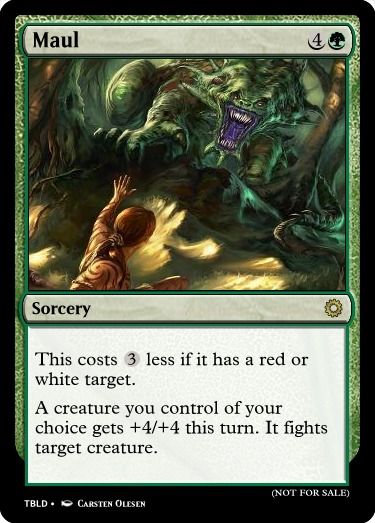 Maul 4
Sorcery
This costs 3 less if it has a red or
white target.
A creature you control of your
choice gets +4/+4 this turn. It fights
target creature.
TBLD • Carsten Olesen
(NOT FOR SALE)